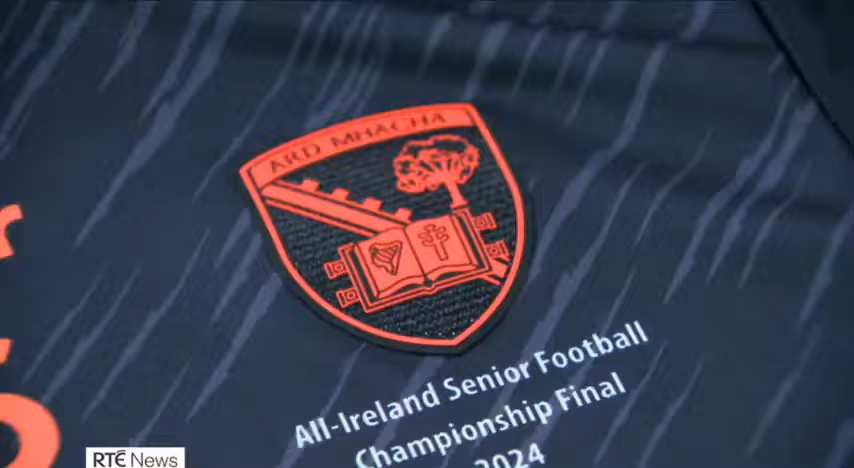 ARD MHACHA
All-Ireland Senior Football
Championship Final
2024
RTÉ News